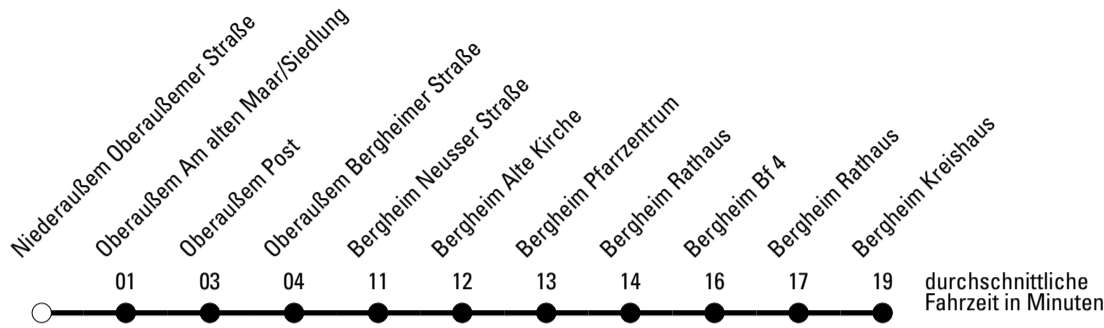 Niederaußem Oberaußemer Straße
Oberaußem Am alten Maar/Siedlung
Oberaußem Post
Oberaußem Bergheimer Straße
Bergheim Neusser Straße
Bergheim Alte Kirche
Bergheim Pfarrzentrum
Bergheim Rathaus
Bergheim Bf 4
Bergheim Rathaus
Bergheim Kreishaus
01 03 04 11 12 13 14 16 17 19
durchschnittliche
Fahrzeit in Minuten